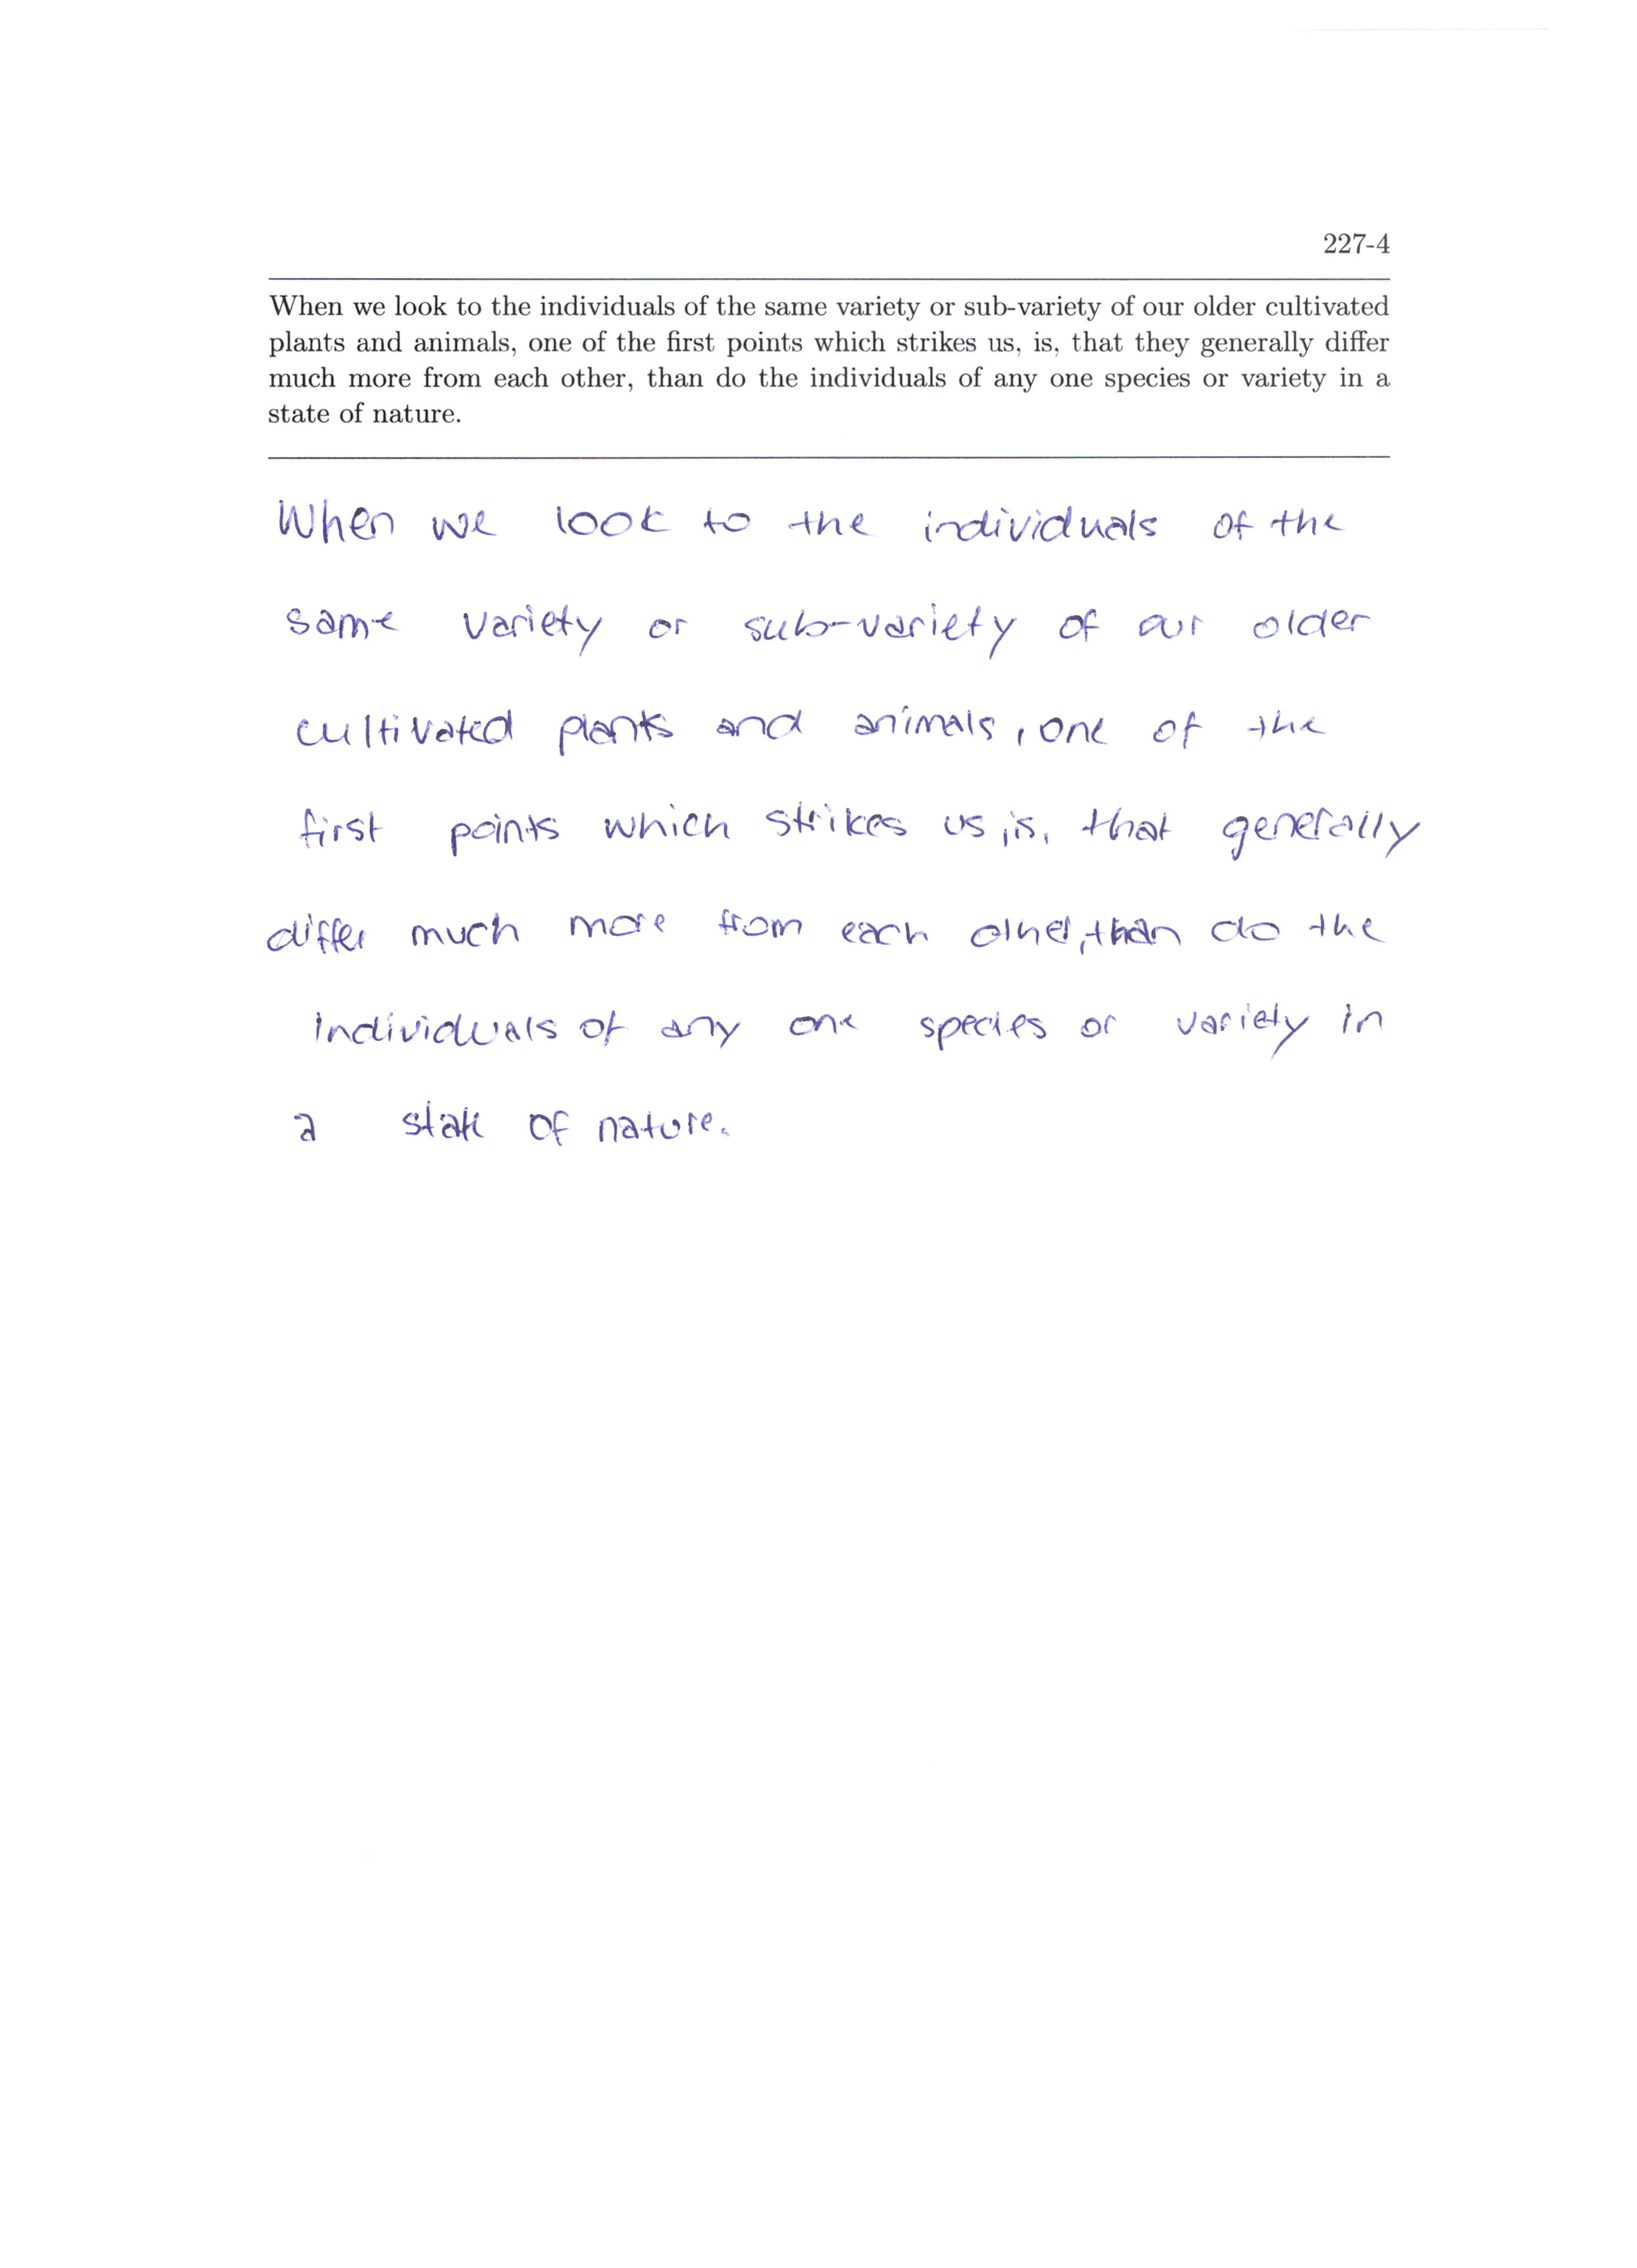 227-4
When we look to the individuals of the same variety or sub-variety of our older cultivated
plants and animals, one of the first points which strikes us, is, that they generally differ
much more from each other, than do the individuals of any one species or variety in a
state of nature.
When we look to the individuals of the
same variety or sub-variety of our older
cultivated plants and animals, one of the
first points which strikes us, is, that generally
differ much more from each other, than do the
individuals of any one species or variety in
a state of nature.